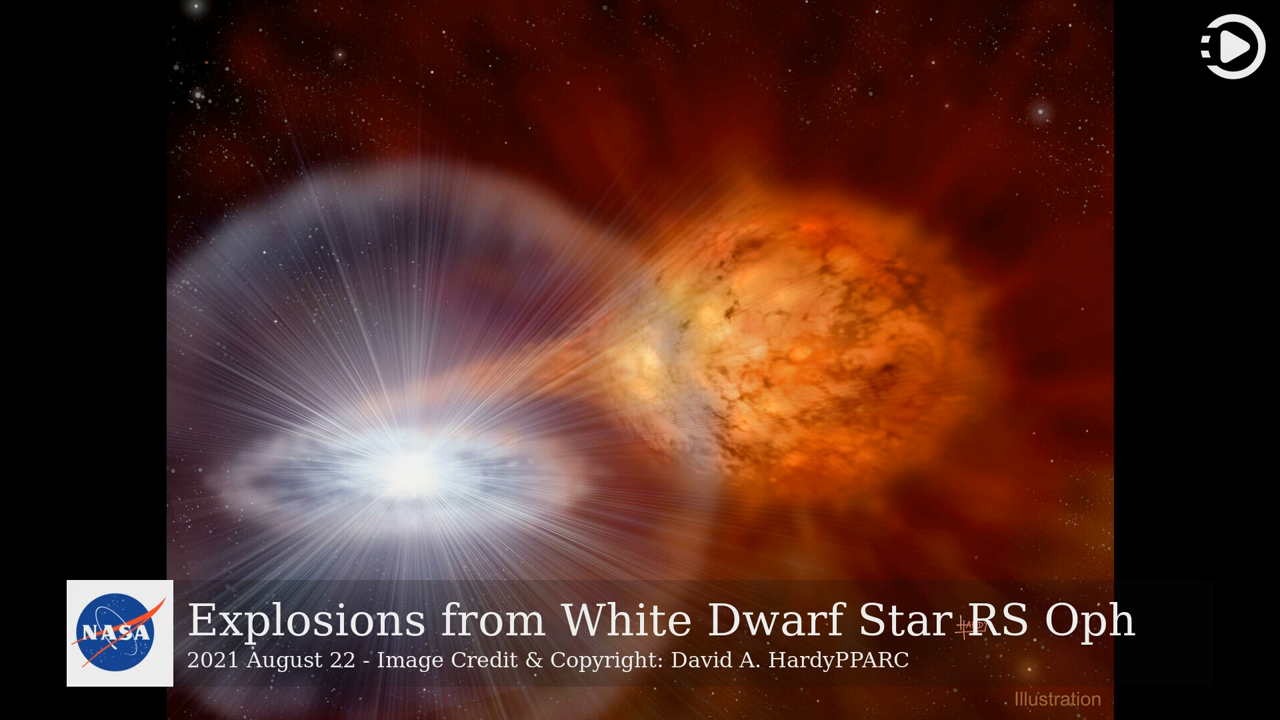 NASA
Explosions from White Dwarf Star RS Oph
2021 August 22 - Image Credit & Copyright: David A. HardyPPARC
Illustration